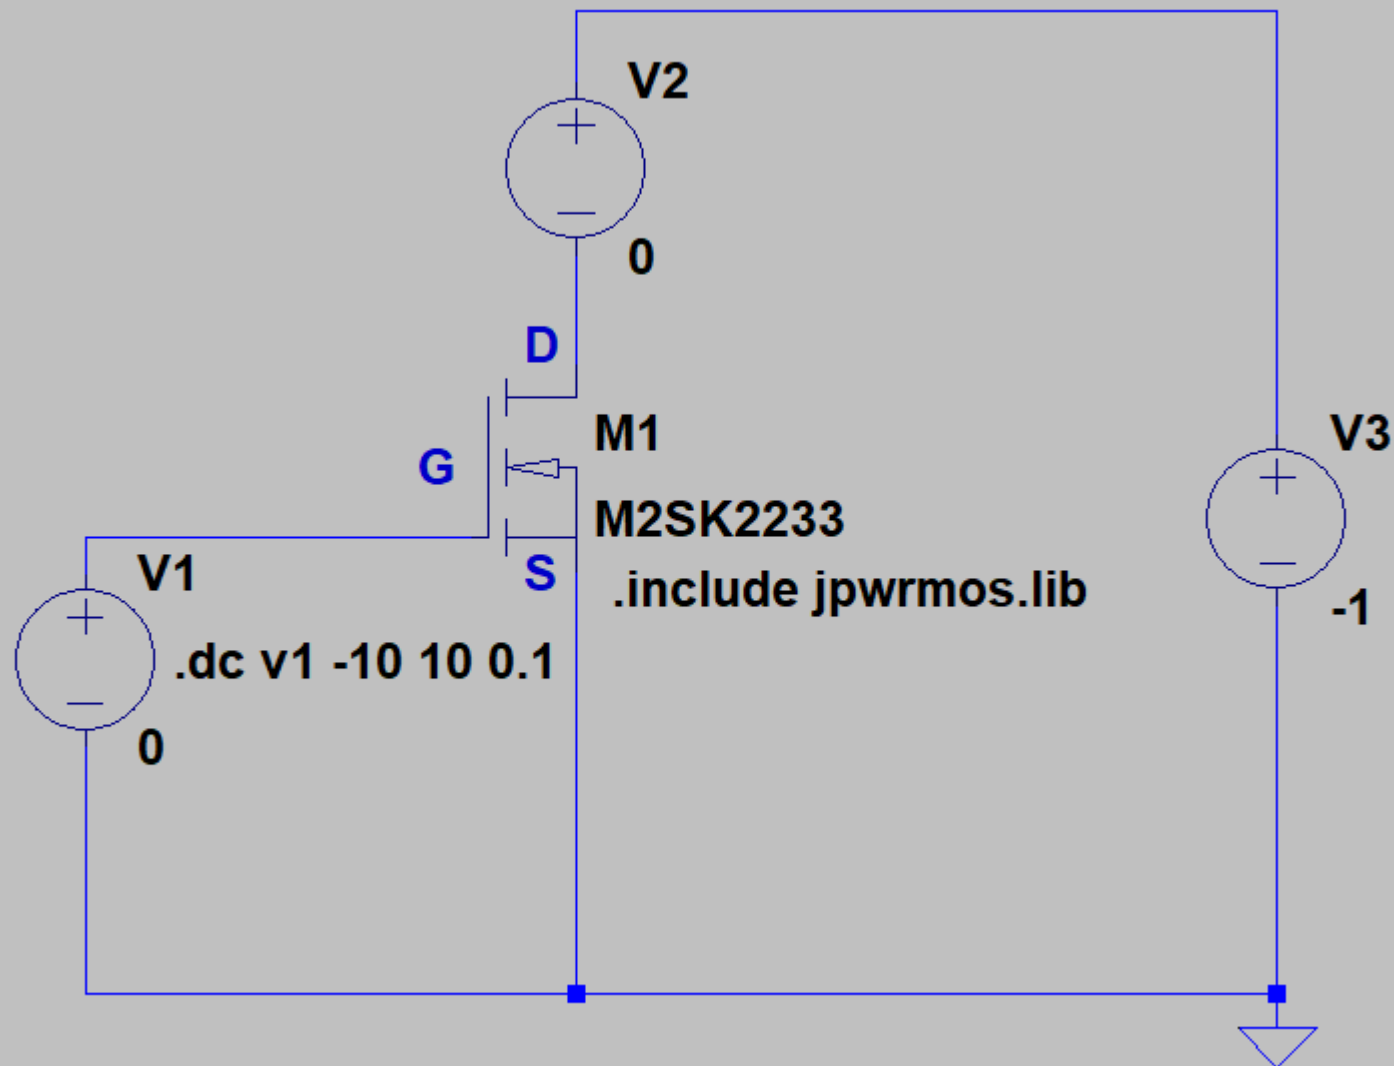 V2
0
D
M1
G
M2SK2233
S
.include jpwrmos.lib
V1
.dc v1 -10 10 0.1
0
V3
-1